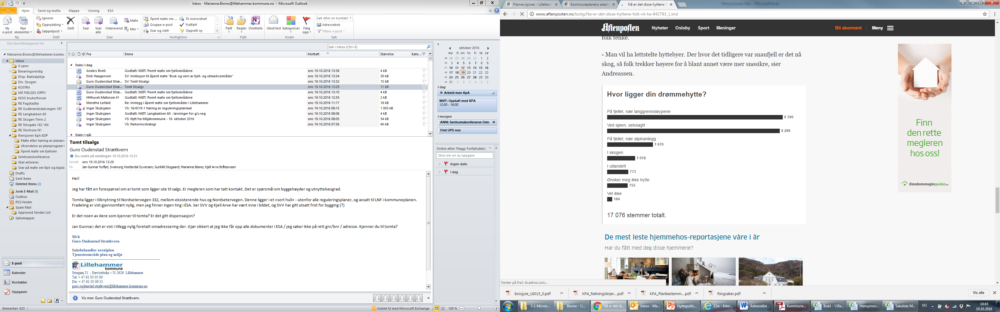 Inbox - Marianne.Bismo@lillehammer.kommune.no - Microsoft Outlook
Fil Hjem Send og motta Mappe Visning ESA
Ny e-post
Nye elementer
Ny
Ignorer
Opprydding
Søppelpost
Slett
Slett
Svar
Svar alle
Videresend
Møte
Mer
Svar
Åpent møte om ...
Gruppe-e-post
Svar og slett
Til overordnet
Fullført
Opprett ny
Hurtigtrinn
Flytt
Regler
OneNote
Flytt
Ulest/lest
Kategoriser
Følg opp
Koder
Søk etter en kontakt
Adressebok
Filtrer e-post
Søk
Dra favorittmappene hit
Marianne.Bismo@lillehammer.kommu
Inbox
0 Lønn
Bevaringsverdig
Disp. Bakkalykkja
Div. Skogen
KOSTRA
MÅ FØLGES OPP!!!
NOIS brukerforum
RE Fagstadlia
RE Gudbrandsdalsvegen 187
RE Langbakken 60
RE Skogen Trinn 2
RE Storgata 162 164
RE Storhove N1
Revisjoner KpA KDP
Møte etter høring av planpro
Utsendelse av planprogram t
Åpent møte om fjellomr
Sentrumskonferanse
Skal arkiveres
Svar på møte om KpA og bypla
Drafts
Sent Items
Deleted Items (2)
Junk E-Mail [8]
Outbox
RSS-feeder
Spam Mail
Approved Sender List
Søkemapper
E-post
Kalender
Kontakter
Oppgaver
Elementer: 433
Søk i Inbox (Ctrl+E)
Fra Emne Mottatt Størrelse Kate...
Dato: I dag
Anders Breili Godtatt: MØT: Poent møte om fjellområdene ons 19.10.2016 13:36 4 kB
Eirik Haagensen SV: Invitasjon til åpent møte "Bruk og vern av fjell- og utmarksområder" ons 19.10.2016 13:34 30 kB
Guro Oudenstad Stræ... SV: Tomt tilsalgs ons 19.10.2016 13:32 15 kB
Guro Oudenstad Stræ... Tomt tilsalgs ons 19.10.2016 13:29 11 kB
Guro Oudenstad Stræ... Godtatt: MØT: Poent møte om fjellområdene ons 19.10.2016 13:10 4 kB
HHhuset-Møterom 41 Godtatt: MØT: Poent møte om fjellområdene ons 19.10.2016 12:55 2 kB
Merethe Lerfald Re: Innlegg i åpent møte om fjellområder i Lillehammer ons 19.10.2016 11:17 18 kB
Inger Stubsjøen VS: 16/4319-1 Høring av reguleringsplanmal ons 19.10.2016 08:15 1 003 kB
Inger Stubsjøen Godtatt: MØT: Langbakken 60 - løsninger for g/s-veg ons 19.10.2016 08:06 4 kB
Inger Stubsjøen VS: Nytt fra Miljøkommune - 18. oktober 2016 ons 19.10.2016 08:05 34 kB
Inger Stubsjøen VS: Parkerinsstrategi ons 19.10.2016 07:56 40 kB
Dato: I går
Tomt tilsalgs
Guro Oudenstad Strætkvern
Du svarte på meldingen 19.10.2016 13:31.
Sendt: ons 19.10.2016 13:29
Til: Jan Gunnar Nyfløt; Sveinung Watterdal Syversen; Gunhild Stugaard; Marianne Bismo; Kjell Arve Bråtesveen
Hei!
Jeg har fått en forespørsel om ei tomt som ligger ute til salgs. Er megleren som har tatt kontakt. Det er spørsmål om byggehøyder og utnyttelsesgrad.
Tomta ligger i tilknytning til Nordsetervegen 332, mellom eksisterende hus og Nordsetervegen. Denne ligger i et «sort hull» - utenfor alle reguleringsplaner, og avsatt til LNF i kommuneplanen.
Fradeling er vist gjennomført nylig, men jeg finner ingen ting i ESA. Ser SVV og Kjell Arve har vært inne i bildet, og SVV har gitt utsatt frist for bygging (?)
Er det noen av dere som kjenner til tomta? Er det gitt dispensasjon?
Jan Gunnar; det er vist i tillegg nylig foretatt omadressering der. Gjør sikkert at jeg ikke får opp alle dokumenter i ESA / jeg søker ikke på rett gnr/bnr / adresse. Kjenner du til tomta?
Mvh
Guro Oudenstad Strætkvern
Saksbehandler arealplan
Tjenesteområde plan og miljø
Lillehammer
kommune
Storgata 51 - Serviceboks – N-2626 Lillehammer
Tel: + 47 61 05 05 00
Dir: + 47 61 05 09 31
guro.oudenstad.stratkvern@lillehammer.kommune.no
Vis mer: Guro Oudenstad Strætkvern.
Koblet til med Microsoft Exchange 100 %
oktober 2016
ma ti on to fr lø sø
39 26 27 28 29 30 1 2
40 3 4 5 6 7 8 9
41 10 11 12 13 14 15 16
42 17 18 19 20 21 22 23
43 24 25 26 27 28 29 30
44 31 1 2 3 4 5 6
I dag
Arbeid men KpA
MØT: Opptatt med KPA
12:00 - 16:00
I morgen
ANN: Sentrumskonferanse Oslo
Frist UPS nov
Ordne etter: Flagg: Forfallsdato
Skriv inn en ny oppgave
Ingen dato
I dag
Planrevisjoner - Lilleham
Kommuneplanens areald
Nå er det disse hyttene f
www.aftenposten.no/bolig/Na-er-det-disse-hyttene-folk-vil-ha-842783_1.snd
Aftenposten Nyheter Osloby Sport Meninger Bli abonnent Meny
folk tenke.
- Man vil ha lettstelte hyttebyer. Der hvor det tidligere var snaufjell er det nå
skog, så folk trekker høyere for å blant annet være mer snøsikre, sier
Andreassen.
Hvor ligger din drømmehytte?
På fjellet, nær langgrennsløypene
6 390
Ved sjøen, selvsagt!
6 286
På fjellet, nær alpinanlegg
1 670
I skogen
1 018
I utlandet!
773
Ønsker meg ikke hytte
755
Vet ikke
184
17 076 stemmer totalt.
De mest leste hjemmehos-reportasjene våre i år
Har du fått med deg disse hjemmene?
Finn
den rette
megleren
hos oss!
Eiendomsmeglerguiden.no
Venter på fra1-ib.adnxs.com...
brosjyre_16015_0.pdf
KPA_Retningslinjer....pdf
KPA_Planbestemm....pdf
Ringsaker.pdf
Vis alle
3-1 Micros...
Bismo - \\...
Nå er det di...
Inbox - Ma...
Hyttepoliti...
ESA - Inter...
Adresselist...
Kommune...
Bok1 - \\Re...
Hensynsso...
Saksliste M...
NO
14:43
19.10.2016